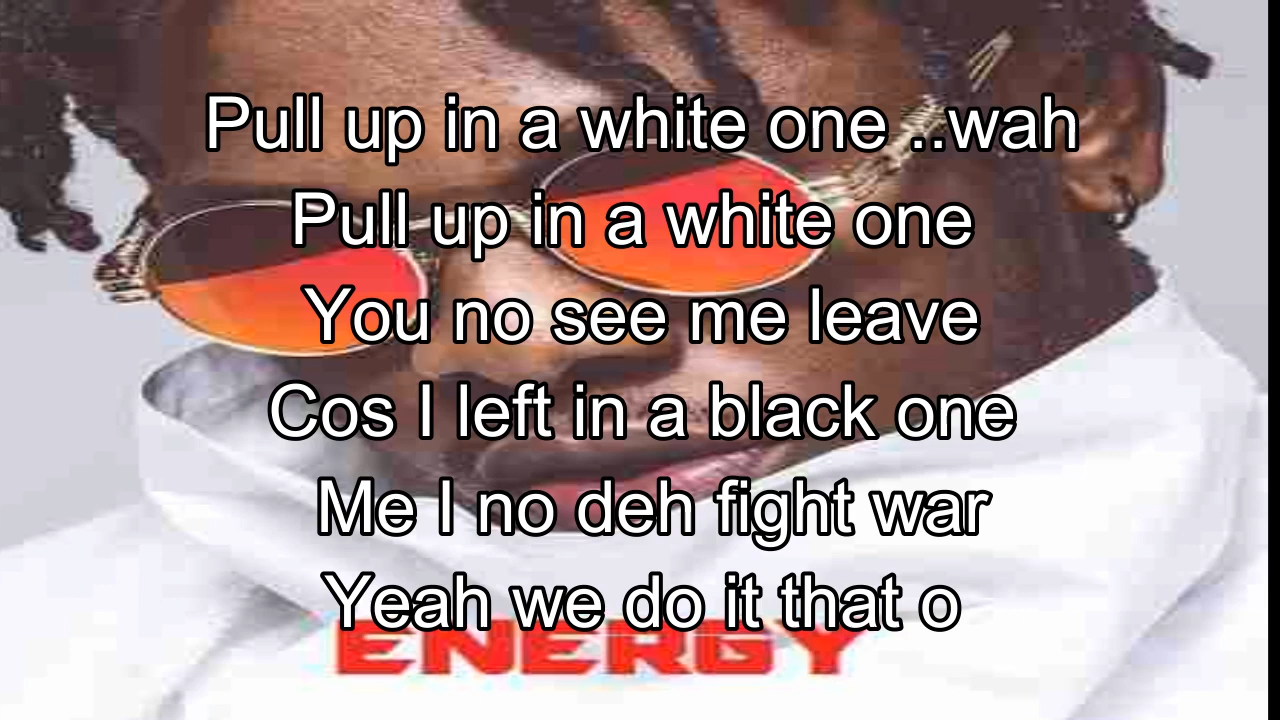 Pull up in a white one ..wah
Pull up in a white one
You no see me leave
Cos I left in a black one
Me I no deh fight war
Yeah we do it that o
ENERGY